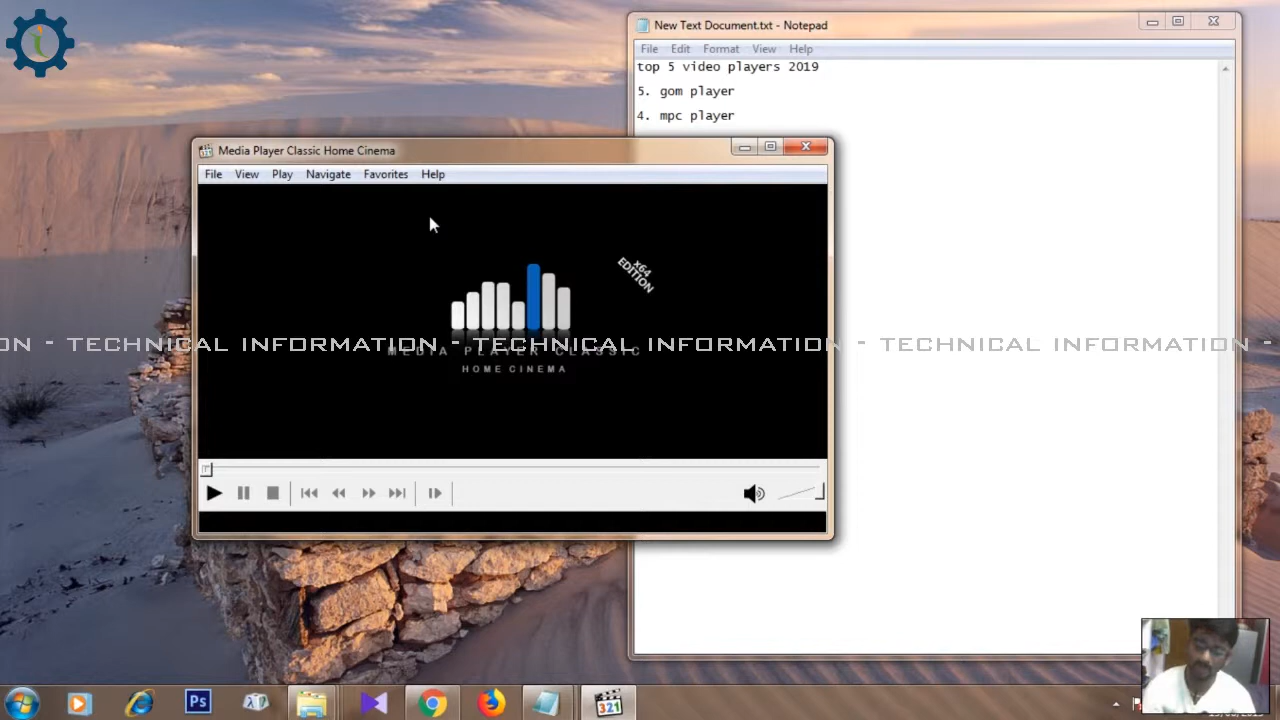 New Text Document.txt - Notepad
File Edit Format View Help
top 5 video players 2019
5. gom player
4. mpc player
Media Player Classic Home Cinema
File View Play Navigate Favorites Help
x64
EDITION
ON - TECHNICAL INFORMATION - TECHNICAL INFORMATION - TECHNICAL INFORMATION -
MEDIA PLAYER CLASSIC
HOME CINEMA
Ps
321